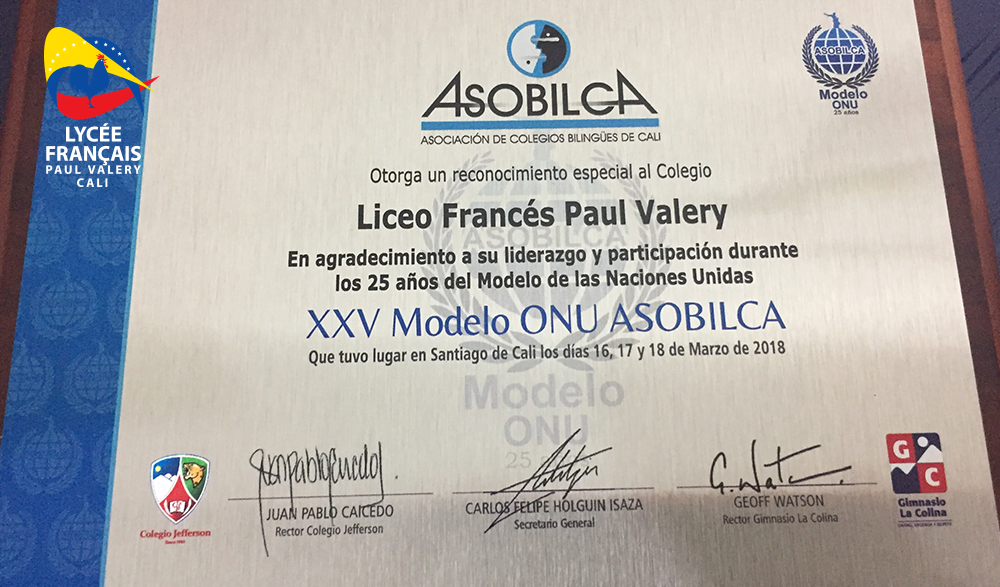 LYCÉE
FRANÇAIS
PAUL VALERY
CALI
ASOBILCA
ASOCIACIÓN DE COLEGIOS BILINGÜES DE CALI
ASOBILCA
Modelo
ONU
25 años
Otorga un reconocimiento especial al Colegio
Liceo Francés Paul Valery
ASOBILCA
En agradecimiento a su liderazgo y participación durante
los 25 años del Modelo de las Naciones Unidas
XXV Modelo ONU ASOBILCA
Que tuvo lugar en Santiago de Cali los días 16, 17 y 18 de Marzo de 2018
Modelo
ONU
25
JUAN PABLO CAICEDO
Rector Colegio Jefferson
CARLOS FELIPE HOLGUIN ISAZA
Secretario General
G. Watson
GEOFF WATSON
Rector Gimnasio La Colina
Colegio Jefferson
G
C
Gimnasio
La Colina